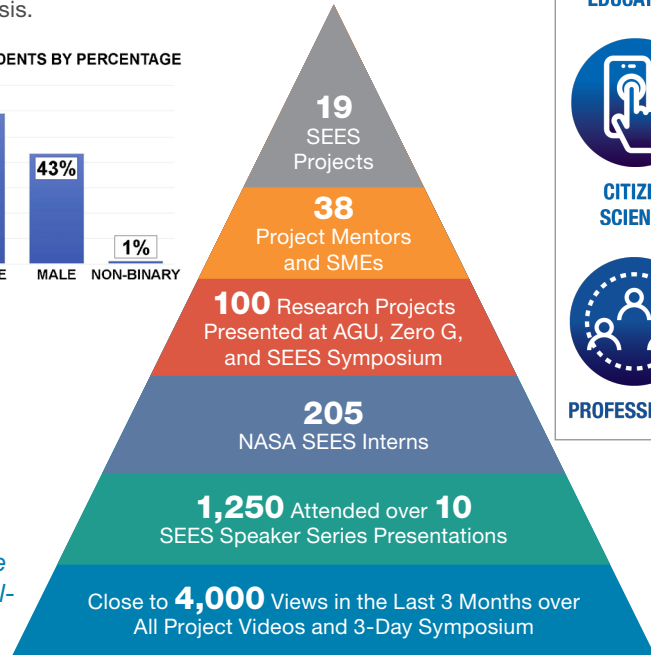 sis.
DENTS BY PERCENTAGE
43%
1%
E
MALE
NON-BINARY
19
SEES
Projects
38
Project Mentors
and SMEs
100 Research Projects
Presented at AGU, Zero G,
and SEES Symposium
205
NASA SEES Interns
1,250 Attended over 10
SEES Speaker Series Presentations
Close to 4,000 Views in the Last 3 Months over
All Project Videos and 3-Day Symposium
e
l-
CITIZ
SCIEN
PROFESS